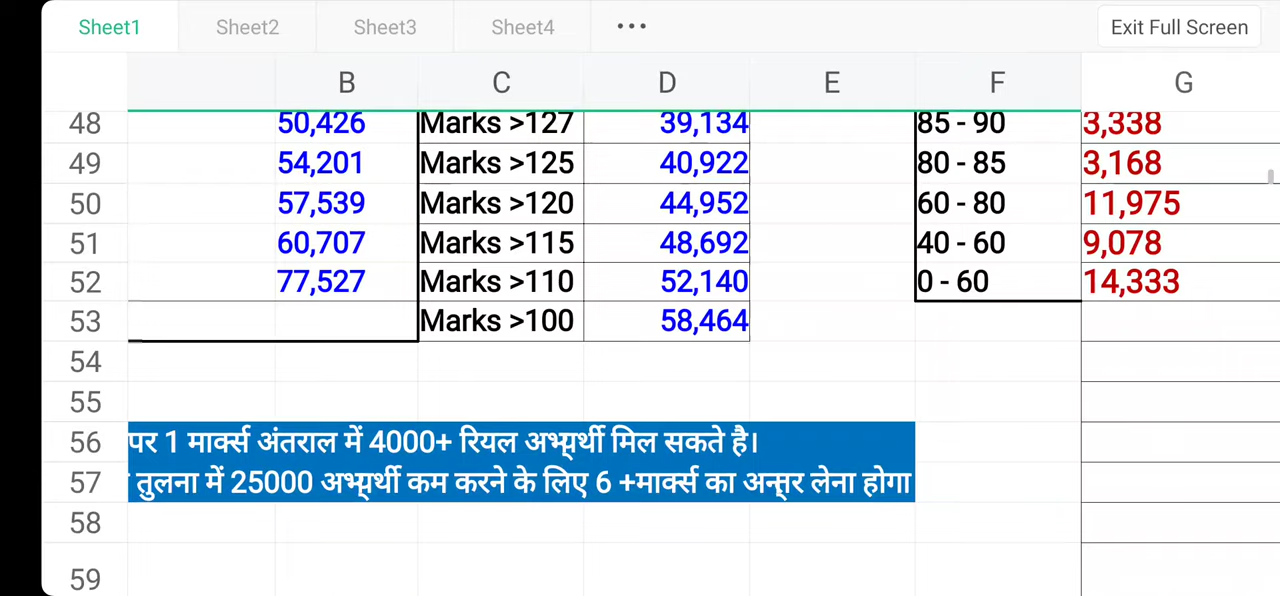 Sheet1 Sheet2 Sheet3 Sheet4 ••• Exit Full Screen
B C D E F G
48 50,426 Marks >127 39,134 85 - 90 3,338
49 54,201 Marks >125 40,922 80 - 85 3,168
50 57,539 Marks >120 44,952 60 - 80 11,975
51 60,707 Marks >115 48,692 40 - 60 9,078
52 77,527 Marks >110 52,140 0 - 60 14,333
53 Marks >100 58,464
54
55
56 पर 1 मार्क्स अंतराल में 4000+ रियल अभ्यर्थी मिल सकते है।
57 तुलना में 25000 अभ्यर्थी कम करने के लिए 6 +मार्क्स का अन्तर लेना होगा
58
59